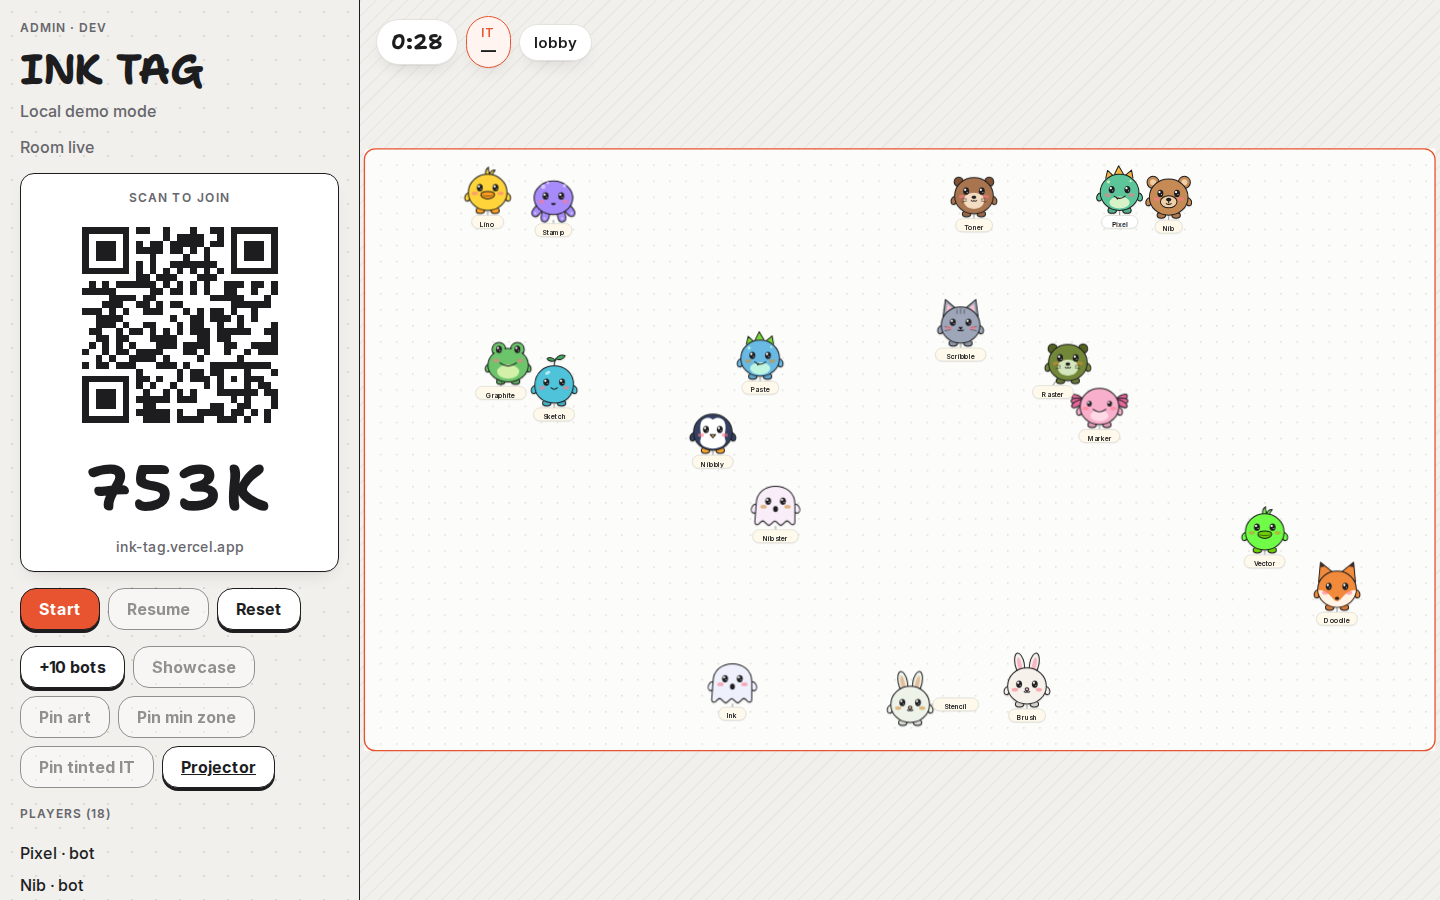 ADMIN · DEV
INK TAG
Local demo mode
Room live
SCAN TO JOIN
753K
ink-tag.vercel.app
Start
Resume
Reset
+10 bots
Showcase
Pin art
Pin min zone
Pin tinted IT
Projector
PLAYERS (18)
Pixel · bot
Nib · bot
0:28
IT
—
lobby
Lino
Stamp
Toner
Pixel
Nib
Scribble
Graphite
Sketch
Paste
Raster
Marker
Nibbly
Nibster
Vector
Doodle
Ink
Stencil
Brush